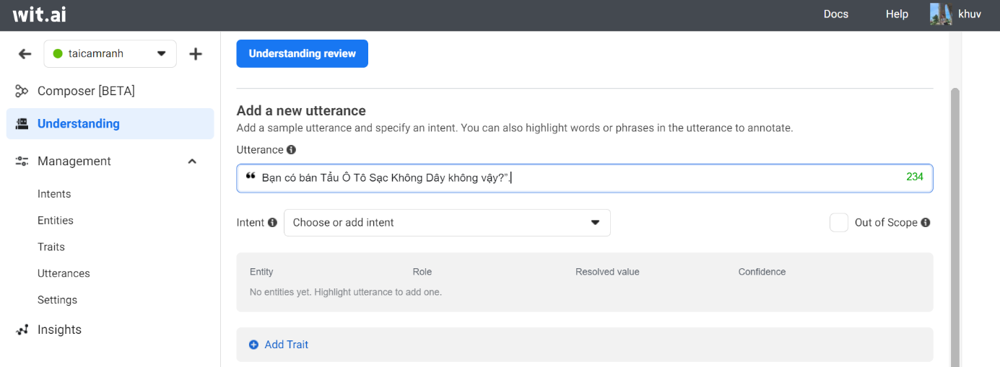 wit.ai
Docs
Help
khuv
taicamranh
Composer [BETA]
Understanding
Management
Intents
Entities
Traits
Utterances
Settings
Insights
Understanding review
Add a new utterance
Add a sample utterance and specify an intent. You can also highlight words or phrases in the utterance to annotate.
Utterance
“ Bạn có bán Tẩu Ô Tô Sạc Không Dây không vậy?”.
234
Intent
Choose or add intent
Out of Scope
Entity Role Resolved value Confidence
No entities yet. Highlight utterance to add one.
Add Trait